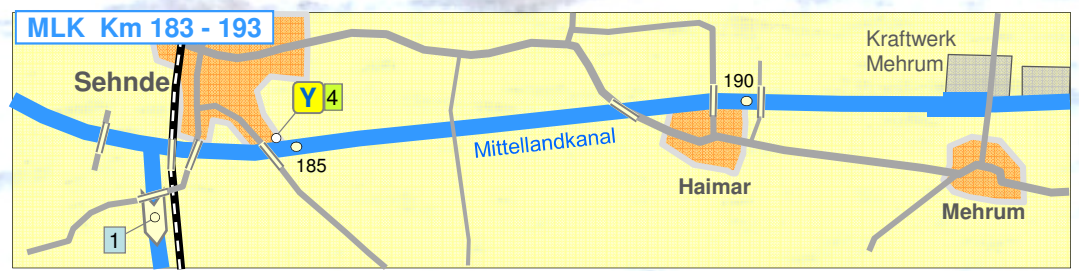 MLK Km 183 - 193
Kraftwerk
Mehrum
Sehnde
Y 4
190
Mittellandkanal
185
Haimar
Mehrum
1